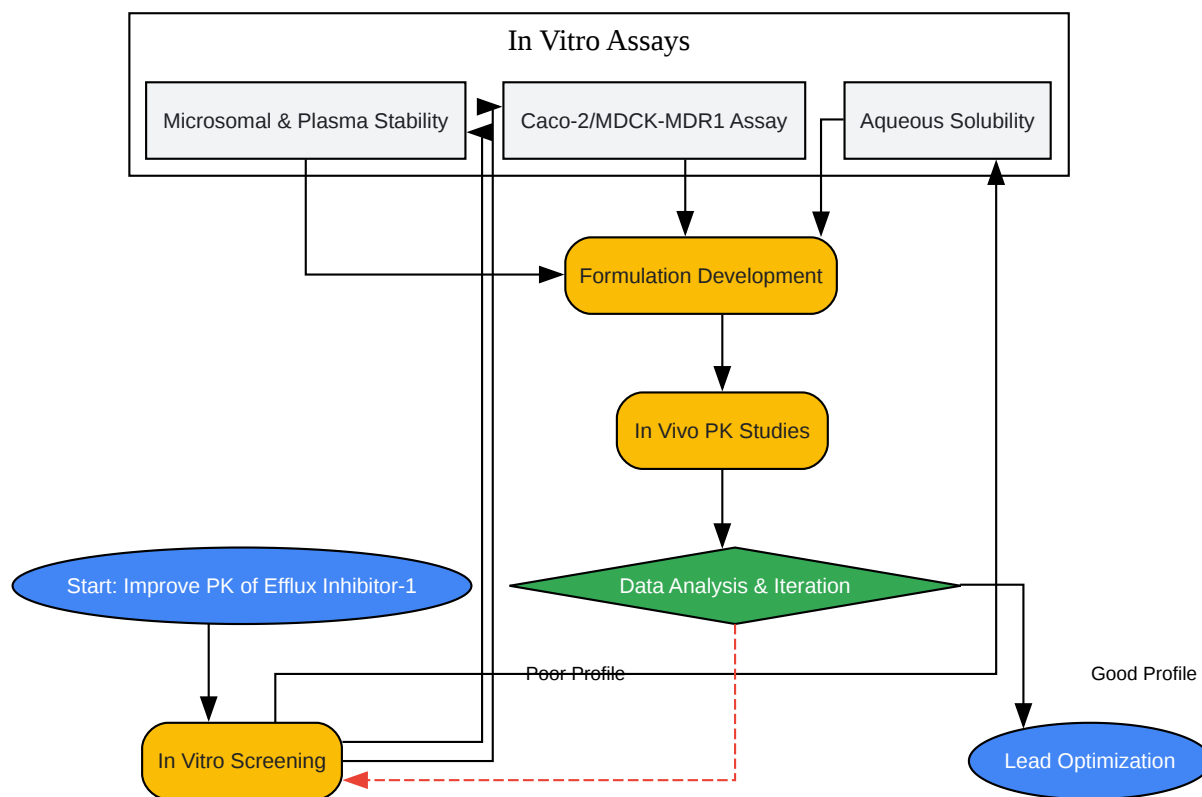 In Vitro Assays
Microsomal & Plasma Stability
Caco-2/MDCK-MDR1 Assay
Aqueous Solubility
Formulation Development
In Vivo PK Studies
Start: Improve PK of Efflux Inhibitor-1
Data Analysis & Iteration
Poor Profile
Good Profile
In Vitro Screening
Lead Optimization